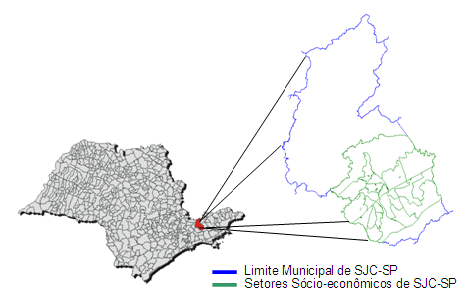 Limite Municipal de SJC-SP
Setores Sócio-econômicos de SJC-SP